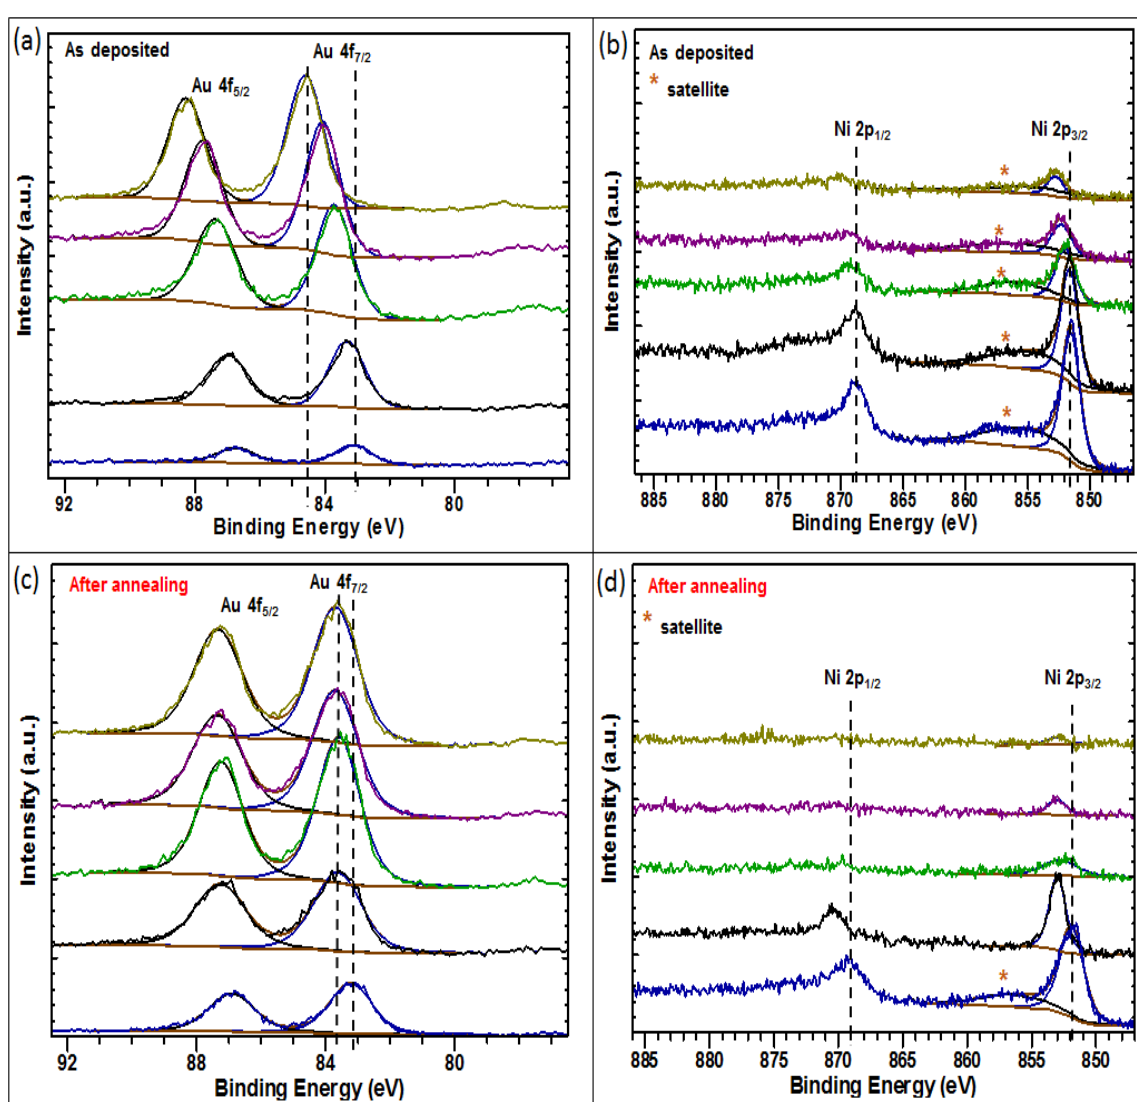 (a)
As deposited
Au 4f5/2
Au 4f7/2
Intensity (a.u.)
92
88
84
80
Binding Energy (eV)
(b)
As deposited
* satellite
Ni 2p1/2
Ni 2p3/2
*
*
*
*
*
Intensity (a.u.)
885
880
875
870
865
860
855
850
Binding Energy (eV)
(c)
After annealing
Au 4f5/2
Au 4f7/2
Intensity (a.u.)
92
88
84
80
Binding Energy (eV)
(d)
After annealing
* satellite
Ni 2p1/2
Ni 2p3/2
*
Intensity (a.u.)
885
880
875
870
865
860
855
850
Binding Energy (eV)